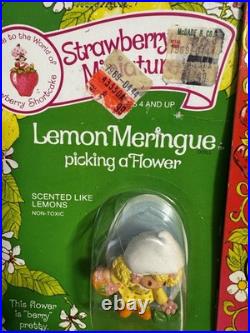 to the World of
berry Shortcake
Strawberry
Miniatur
S 4 AND UP
Lemon Meringue
picking a Flower
SCENTED LIKE
LEMONS
NON-TOXIC
This flower
is "berry"
pretty.